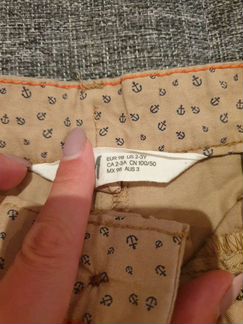 EUR 98 US 2-3Y
CA 2-3A CN 100/50
MX 98 AUS 3